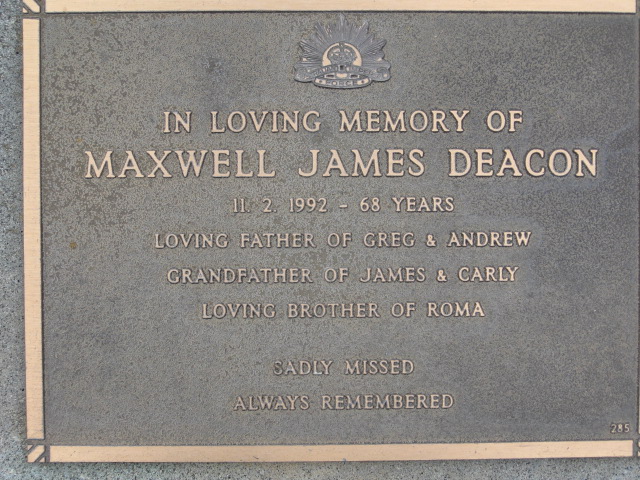 IN LOVING MEMORY OF
MAXWELL JAMES DEACON
11. 2. 1992 - 68 YEARS
LOVING FATHER OF GREG & ANDREW
GRANDFATHER OF JAMES & CARLY
LOVING BROTHER OF ROMA
SADLY MISSED
ALWAYS REMEMBERED
285